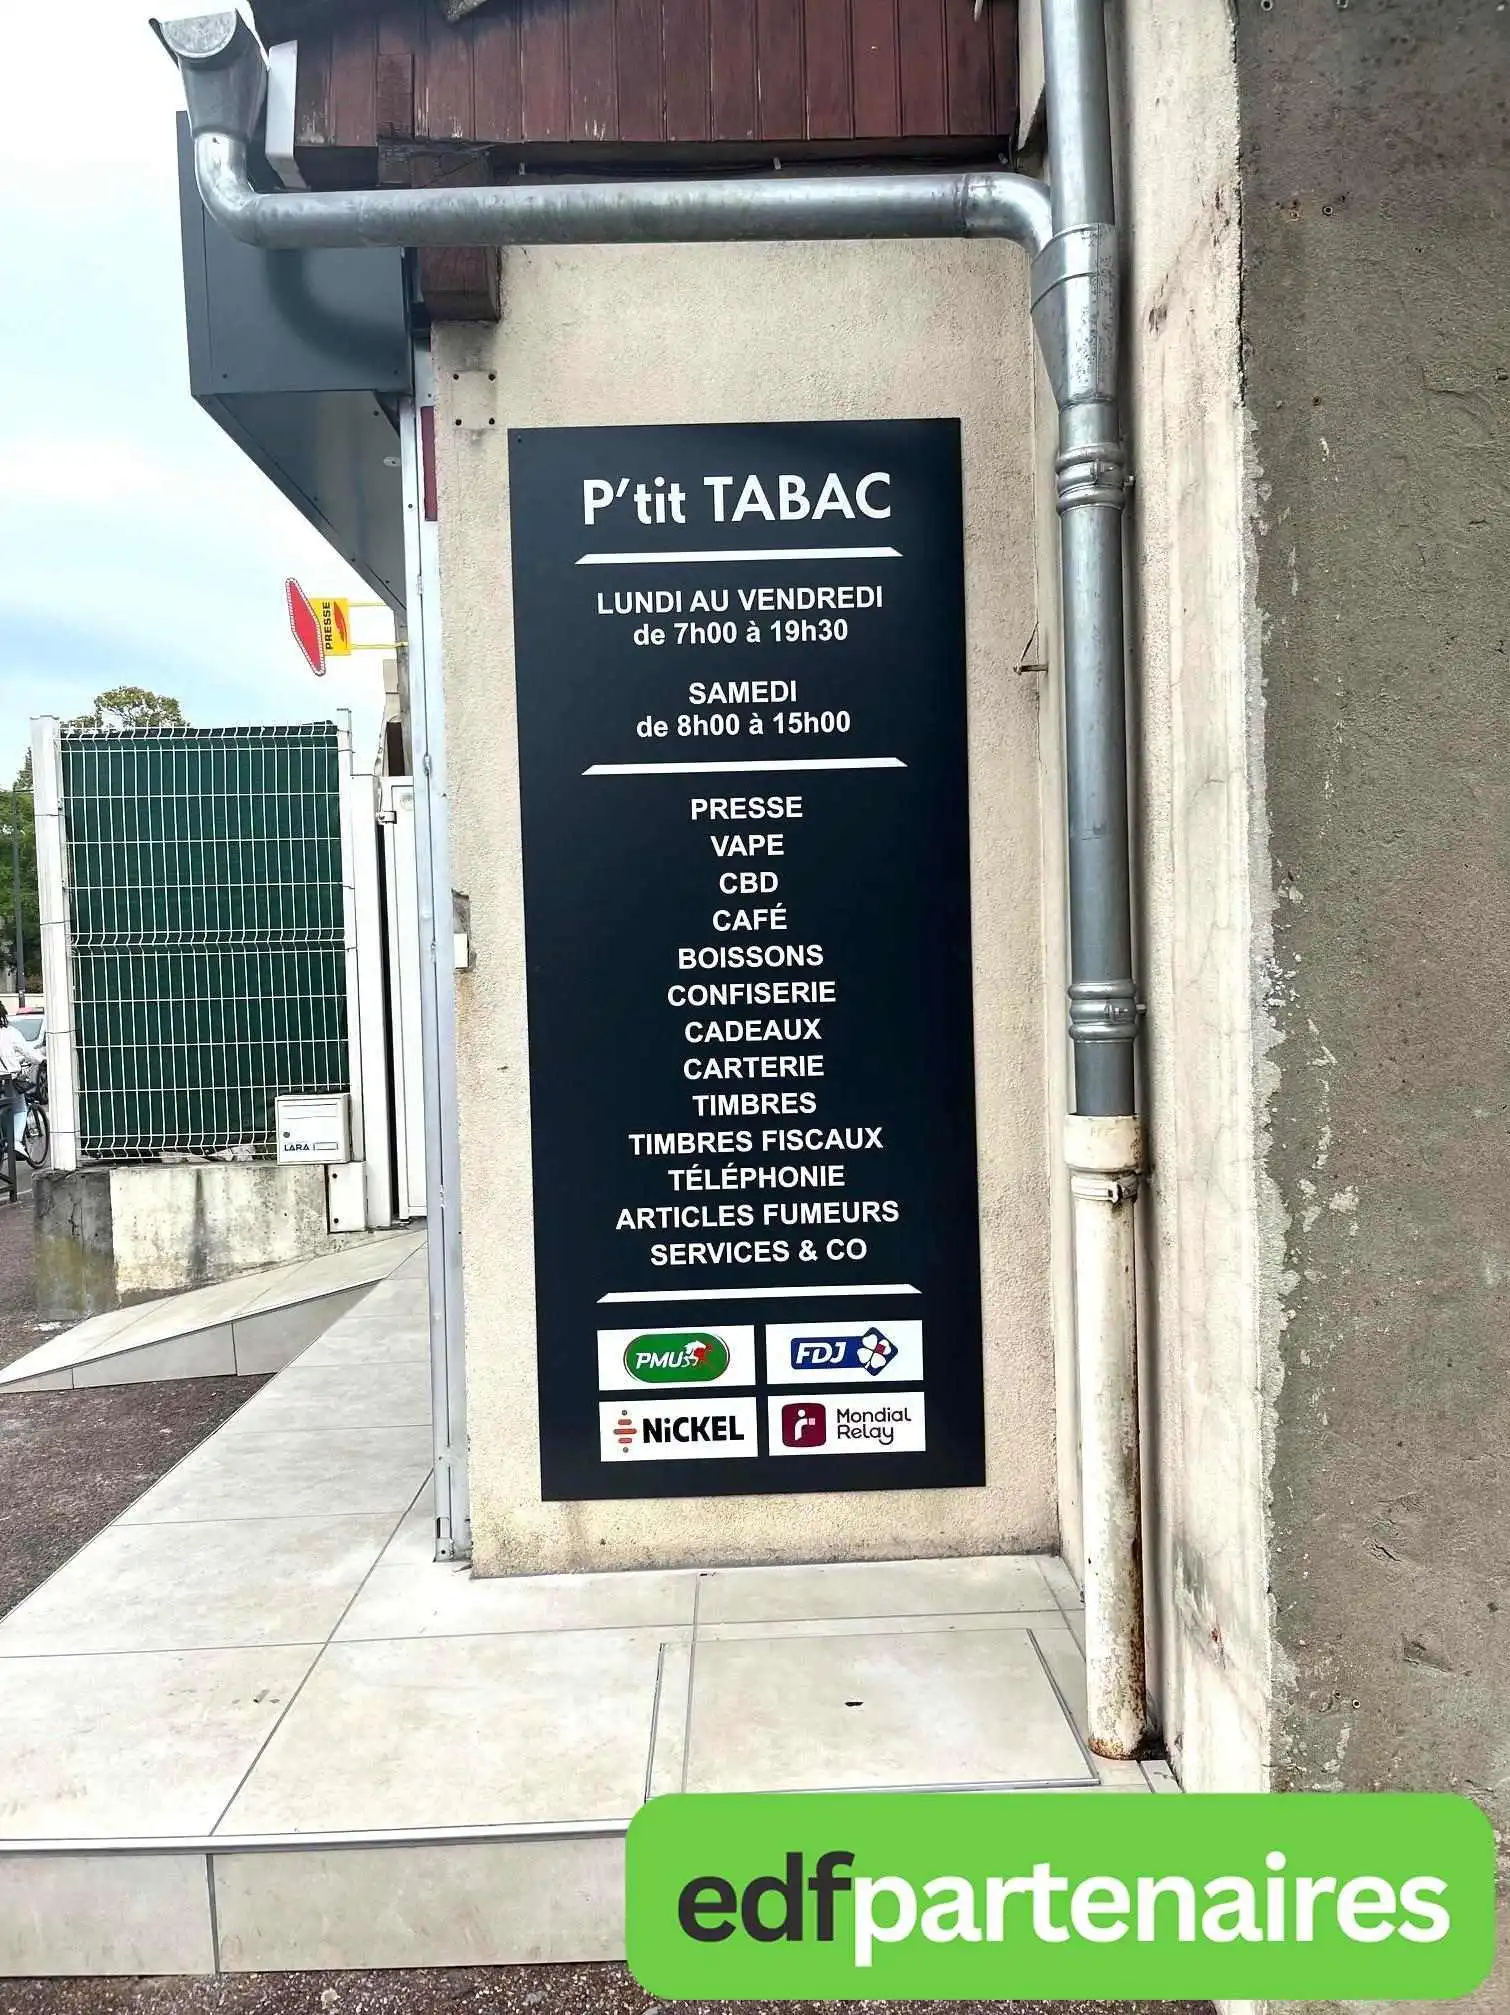 P'tit TABAC
LUNDI AU VENDREDI
de 7h00 à 19h30
SAMEDI
de 8h00 à 15h00
PRESSE
VAPE
CBD
CAFÉ
BOISSONS
CONFISERIE
CADEAUX
CARTERIE
TIMBRES
TIMBRES FISCAUX
TÉLÉPHONIE
ARTICLES FUMEURS
SERVICES & CO
PMU
FDJ
NiCKEL
Mondial
Relay
PRESSE
LARA
edfpartenaires